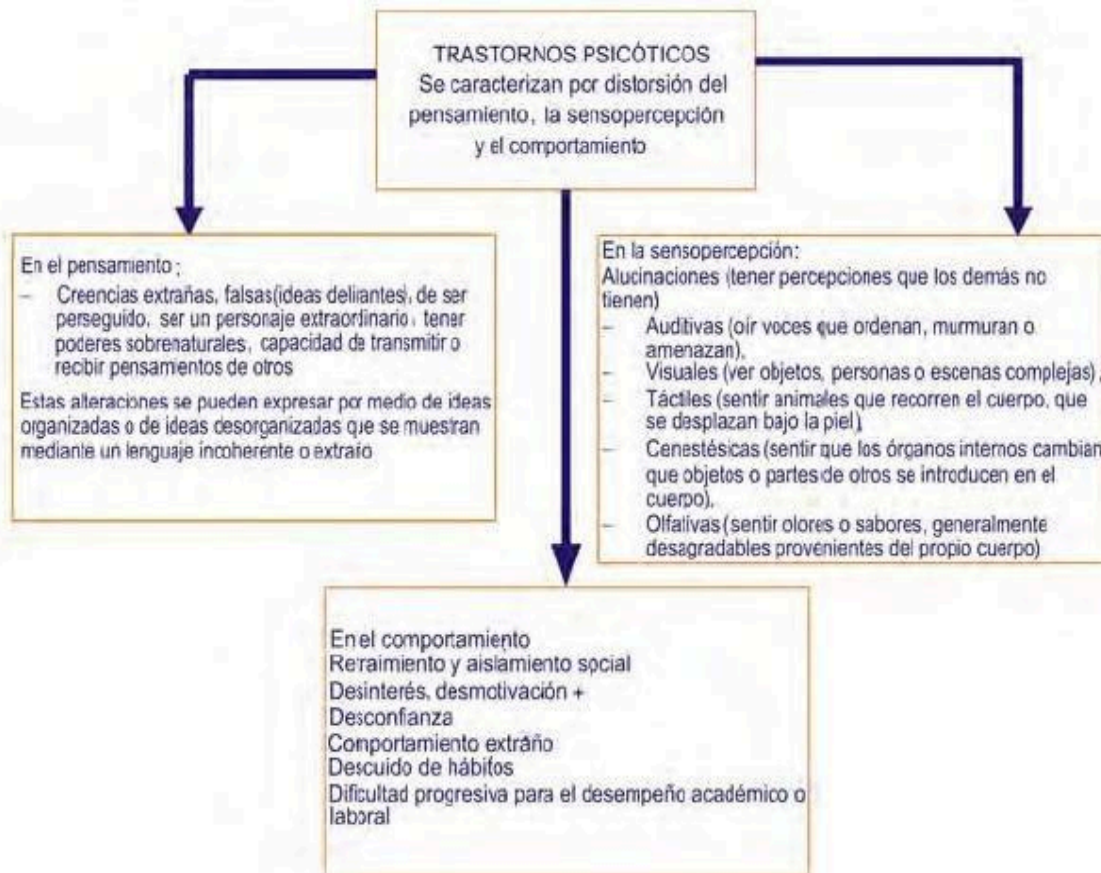 TRASTORNOS PSICÓTICOS
Se caracterizan por distorsión del
pensamiento, la sensopercepción
y el comportamiento
En el pensamiento;
– Creencias extrañas, falsas(ideas delirantes), de ser
perseguido, ser un personaje extraordinario, tener
poderes sobrenaturales, capacidad de transmitir o
recibir pensamientos de otros
Estas alteraciones se pueden expresar por medio de ideas
organizadas o de ideas desorganizadas que se muestran
mediante un lenguaje incoherente o extraño
En la sensopercepción:
Alucinaciones (tener percepciones que los demás no
tienen)
– Auditivas (oír voces que ordenan, murmuran o
amenazan),
– Visuales (ver objetos, personas o escenas complejas),
– Táctiles (sentir animales que recorren el cuerpo, que
se desplazan bajo la piel)
– Cenestésicas (sentir que los órganos internos cambian
que objetos o partes de otros se introducen en el
cuerpo),
– Olfativas (sentir olores o sabores, generalmente
desagradables provenientes del propio cuerpo)
En el comportamiento
Retraimiento y aislamiento social
Desinterés, desmotivación +
Desconfianza
Comportamiento extraño
Descuido de hábitos
Dificultad progresiva para el desempeño académico o
laboral